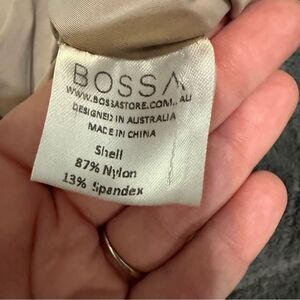 BOSSA
WWW.BOSSASTORE.COM.AU
DESIGNED IN AUSTRALIA
MADE IN CHINA
Shell
87% Nylon
13% Spandex